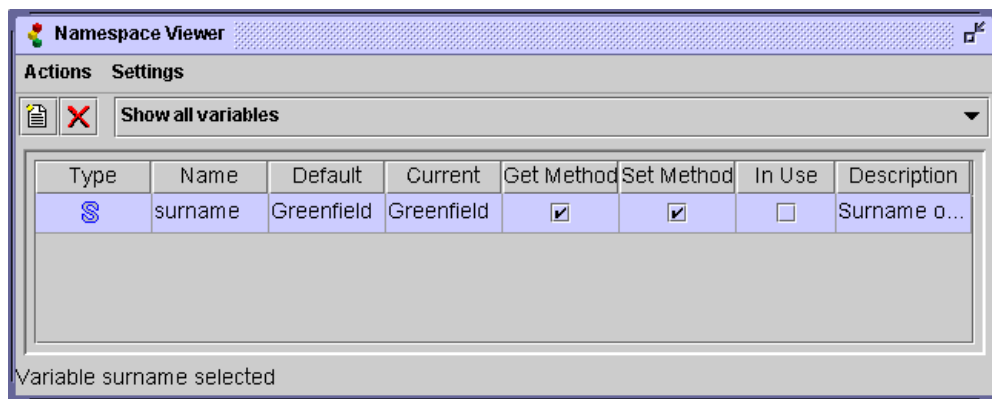 Namespace Viewer
Actions Settings
Show all variables
Type Name Default Current Get Method Set Method In Use Description
S surname Greenfield Greenfield Surname o...
Variable surname selected